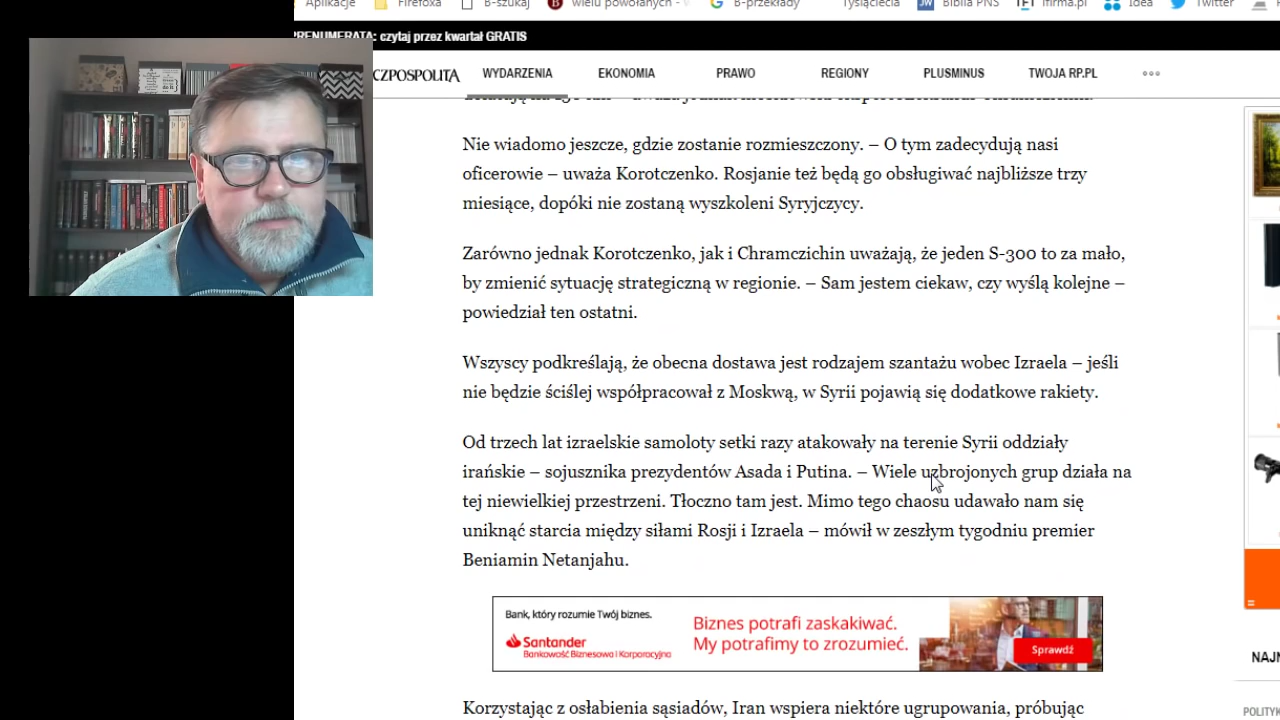 Aplikacje
Firefoxa
B-szukaj
wielu powołanych -
B-przekłady
Tysiąclecia
Biblia PNS
ifirma.pl
Idea
Twitter
PRENUMERATA: czytaj przez kwartał GRATIS
CZPOSPOLITA
WYDARZENIA
EKONOMIA
PRAWO
REGIONY
PLUSMINUS
TWOJA RP.PL
Nie wiadomo jeszcze, gdzie zostanie rozmieszczony. – O tym zadecydują nasi
oficerowie – uważa Korotczenko. Rosjanie też będą go obsługiwać najbliższe trzy
miesiące, dopóki nie zostaną wyszkoleni Syryjczycy.
Zarówno jednak Korotczenko, jak i Chramczichin uważają, że jeden S-300 to za mało,
by zmienić sytuację strategiczną w regionie. – Sam jestem ciekaw, czy wyślą kolejne –
powiedział ten ostatni.
Wszyscy podkreślają, że obecna dostawa jest rodzajem szantażu wobec Izraela – jeśli
nie będzie ściślej współpracował z Moskwą, w Syrii pojawią się dodatkowe rakiety.
Od trzech lat izraelskie samoloty setki razy atakowały na terenie Syrii oddziały
irańskie – sojusznika prezydentów Asada i Putina. – Wiele uzbrojonych grup działa na
tej niewielkiej przestrzeni. Tłoczno tam jest. Mimo tego chaosu udawało nam się
uniknąć starcia między siłami Rosji i Izraela – mówił w zeszłym tygodniu premier
Beniamin Netanjahu.
Bank, który rozumie Twój biznes.
Santander
Bankowość Biznesowa i Korporacyjna
Biznes potrafi zaskakiwać.
My potrafimy to zrozumieć.
Sprawdź
NAJ
Korzystając z osłabienia sąsiadów, Iran wspiera niektóre ugrupowania, próbując
POLITYK